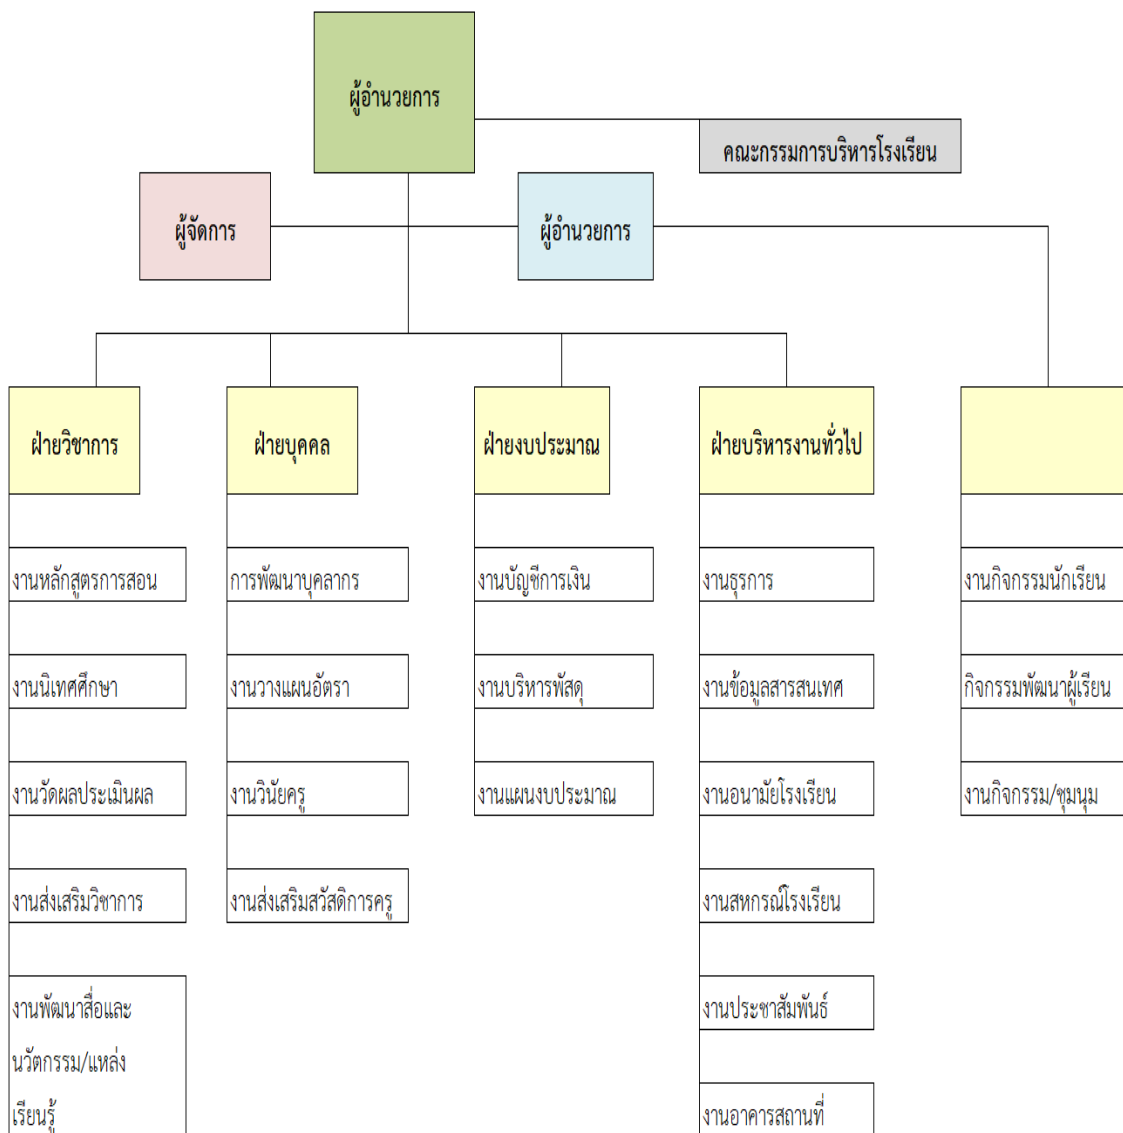 ผู้อำนวยการ
คณะกรรมการบริหารโรงเรียน
ผู้จัดการ
ผู้อำนวยการ
ฝ่ายวิชาการ
ฝ่ายบุคคล
ฝ่ายงบประมาณ
ฝ่ายบริหารงานทั่วไป
งานหลักสูตรการสอน
การพัฒนาบุคลากร
งานบัญชีการเงิน
งานธุรการ
งานกิจกรรมนักเรียน
งานนิเทศศึกษา
งานวางแผนอัตรา
งานบริหารพัสดุ
งานข้อมูลสารสนเทศ
กิจกรรมพัฒนาผู้เรียน
งานวัดผลประเมินผล
งานวินัยครู
งานแผนงบประมาณ
งานอนามัยโรงเรียน
งานกิจกรรม/ชุมนุม
งานส่งเสริมวิชาการ
งานส่งเสริมสวัสดิการครู
งานสหกรณ์โรงเรียน
งานพัฒนาสื่อและ
นวัตกรรม/แหล่ง
เรียนรู้
งานประชาสัมพันธ์
งานอาคารสถานที่